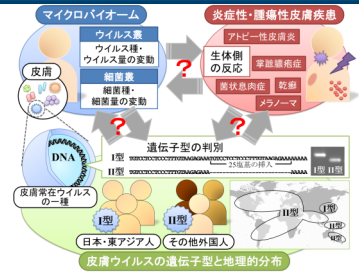 マイクロバイオーム
ウイルス叢
ウイルス種・
ウイルス量の変動
細菌叢
細菌種・
細菌量の変動
皮膚
?
炎症性・腫瘍性皮膚疾患
アトピー性皮膚炎
生体側
の反応
掌蹠膿疱症
菌状息肉症
乾癬
メラノーマ
?
?
DNA
皮膚常在ウイルス
の一種
遺伝子型の判別
I型
25塩基の挿入
II型
I型 II型
I型
日本・東アジア人
II型
その他外国人
I型
II型
II型
皮膚ウイルスの遺伝子型と地理的分布